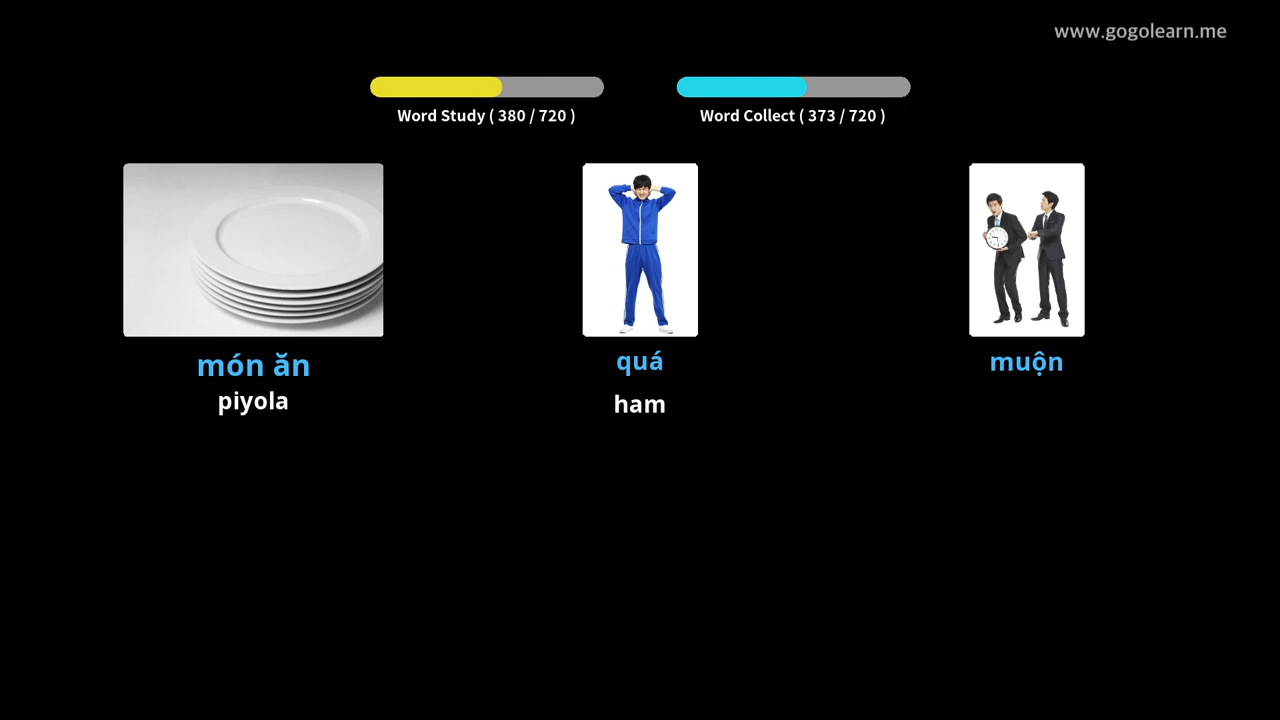 www.gogolearn.me
Word Study ( 380 / 720 )
Word Collect ( 373 / 720 )
món ăn
piyola
quá
ham
muộn